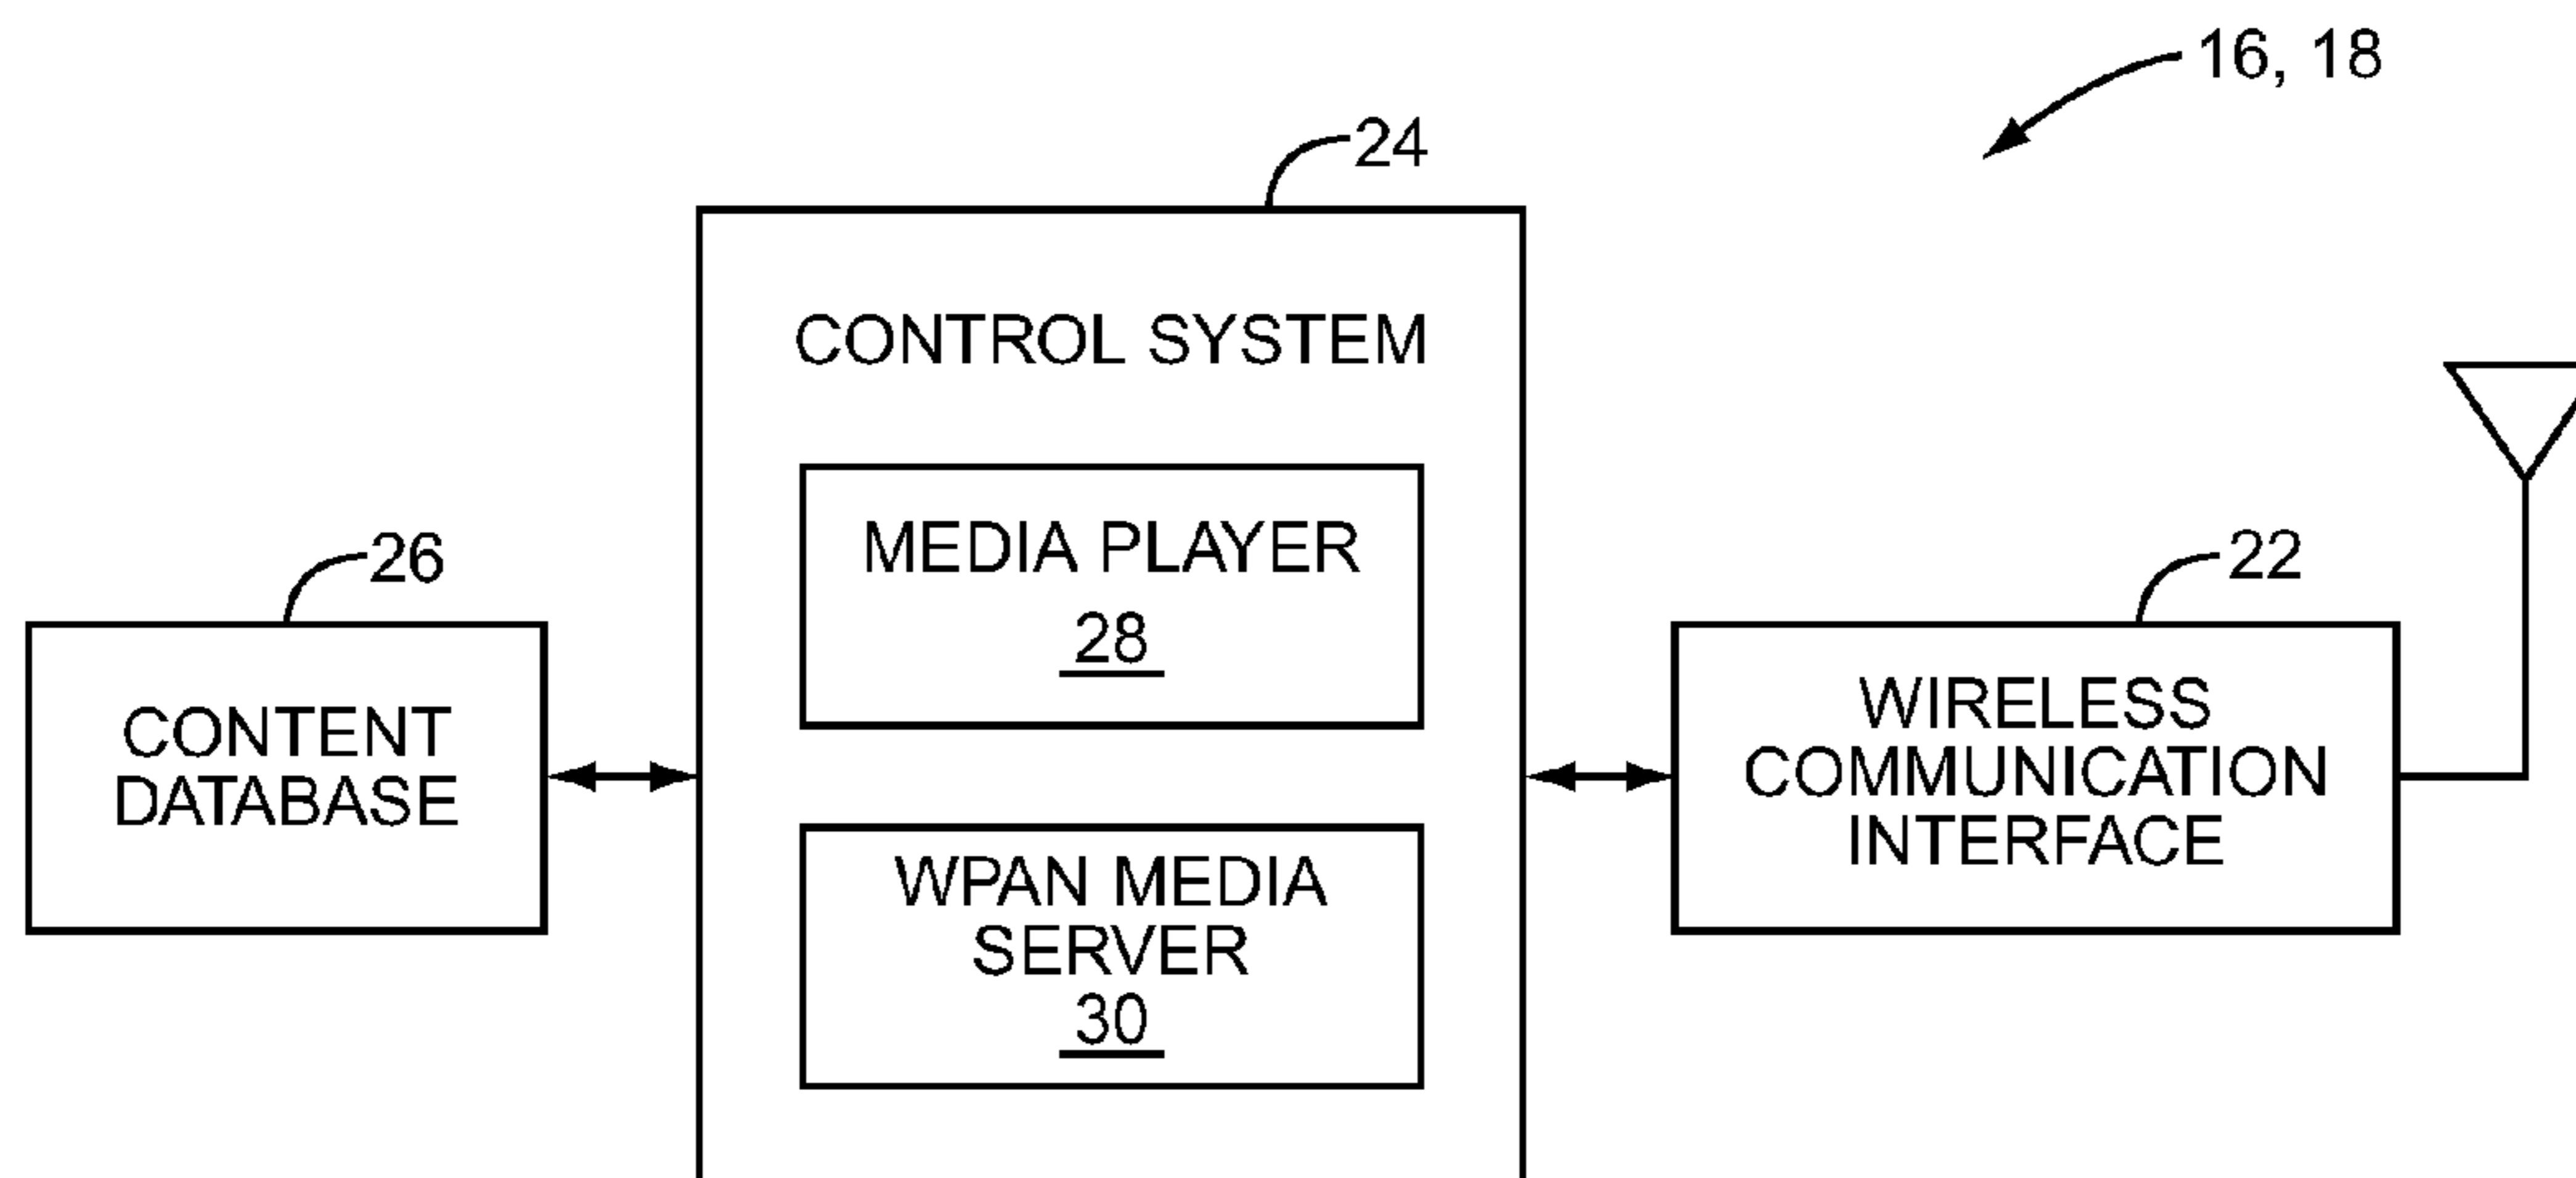 16, 18
24
CONTROL SYSTEM
MEDIA PLAYER
28
26
22
CONTENT
DATABASE
WIRELESS
COMMUNICATION
INTERFACE
WPAN MEDIA
SERVER
30